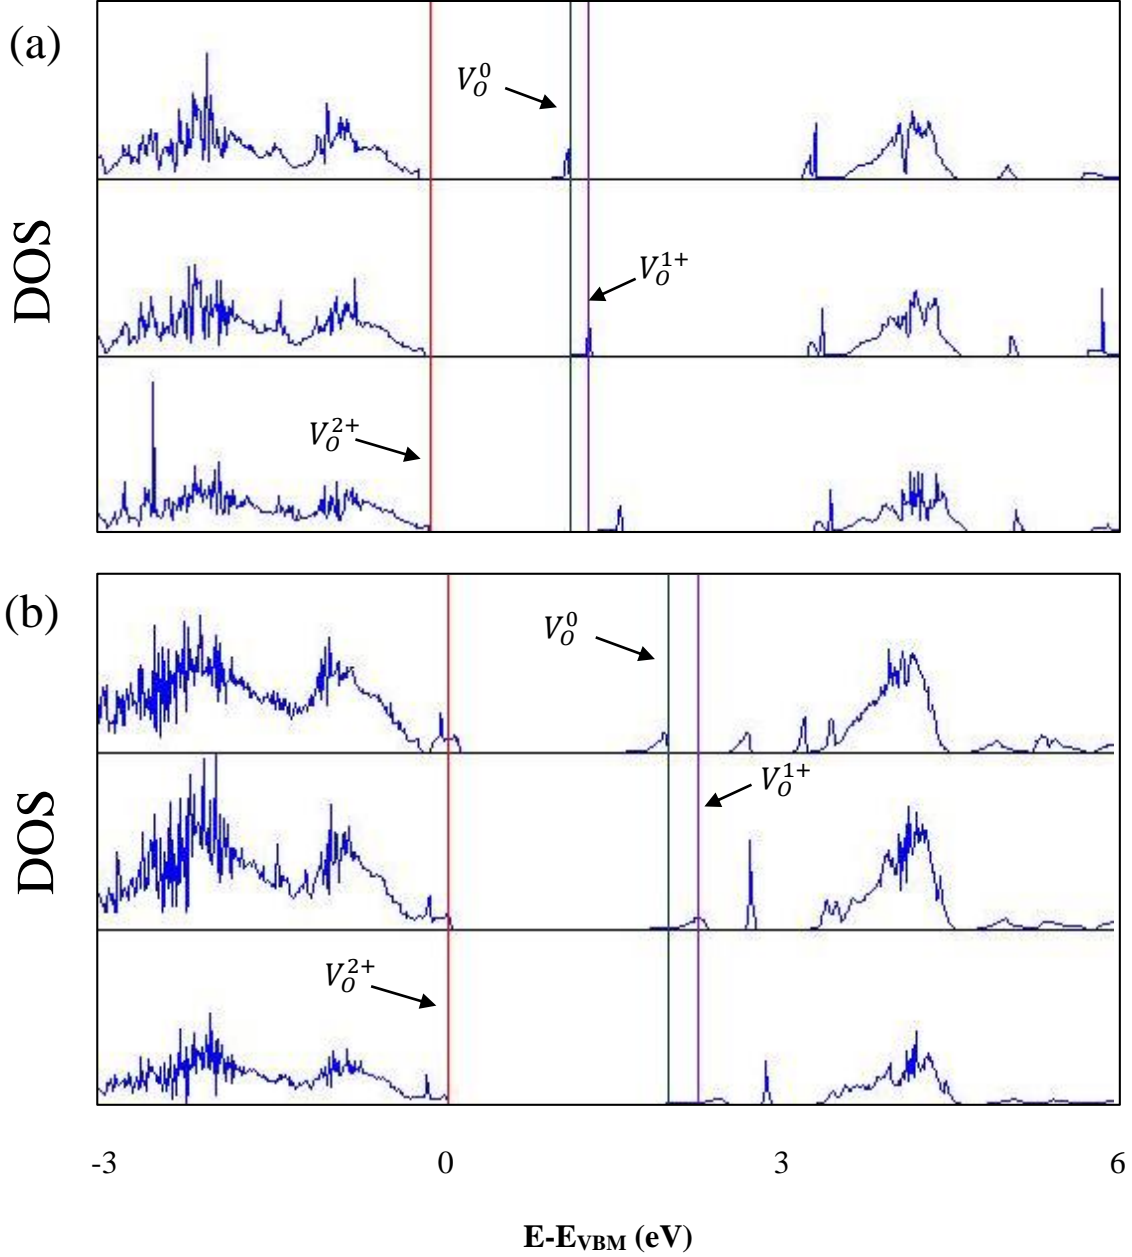 (a)
V_O^0
V_O^{1+}
DOS
V_O^{2+}
(b)
V_O^0
V_O^{1+}
DOS
V_O^{2+}
-3 0 3 6
E-E_VBM (eV)